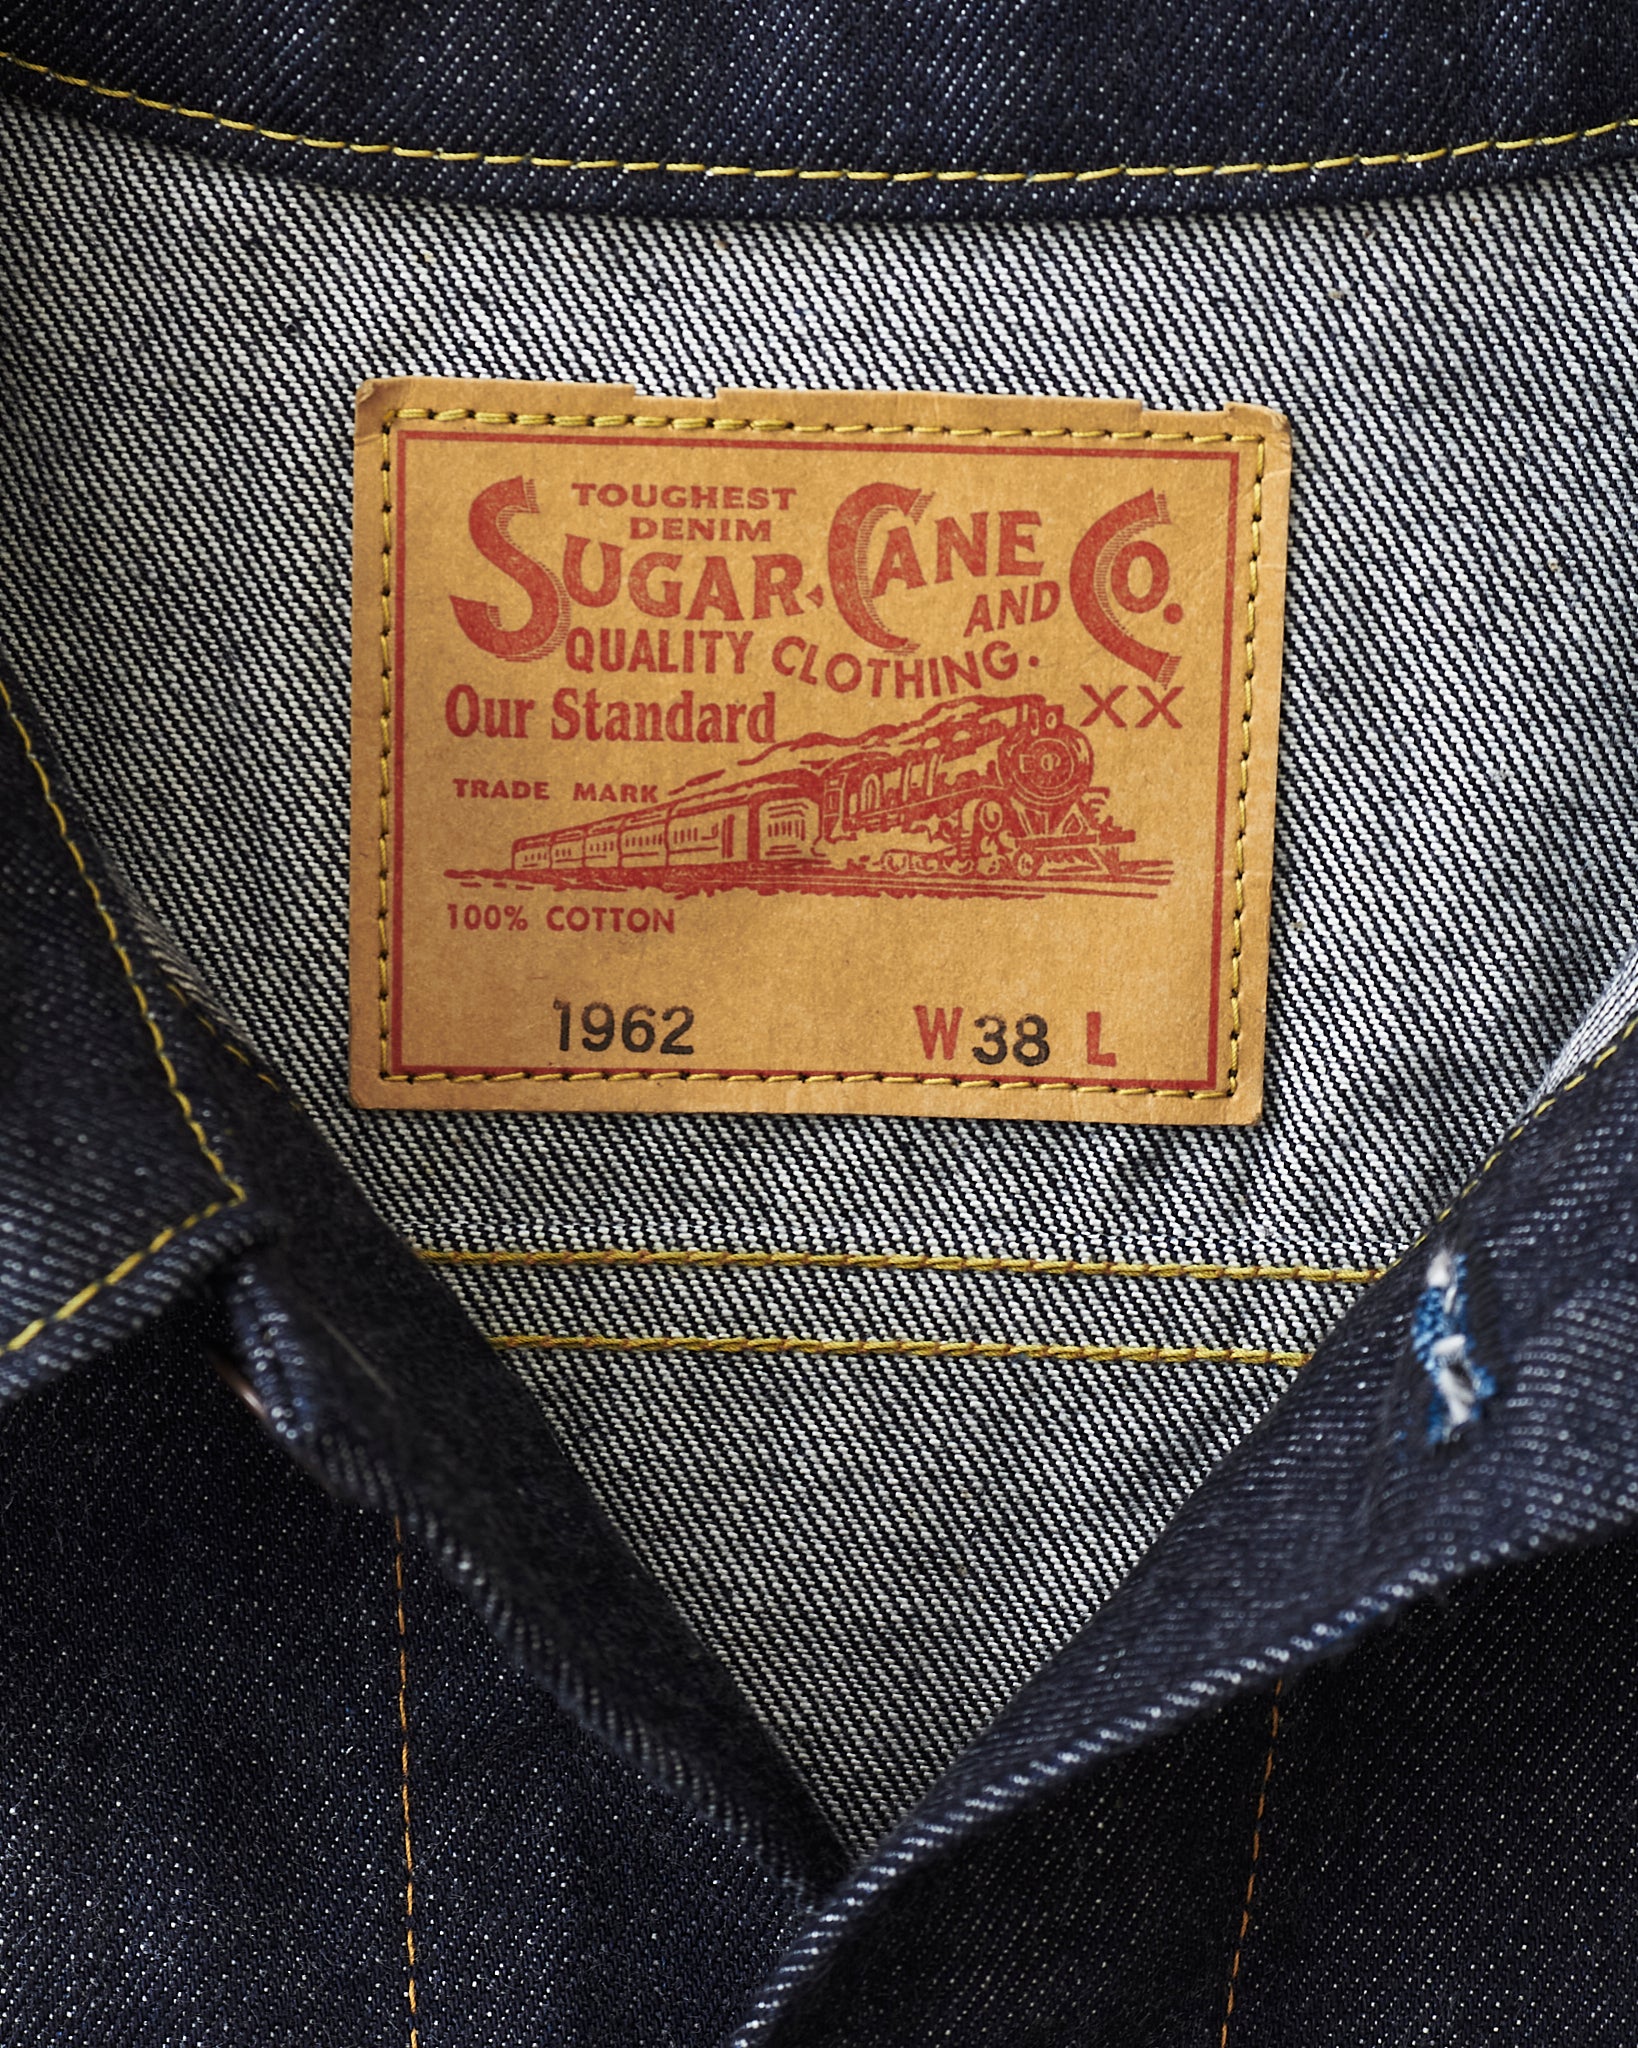 TOUGHEST
DENIM
SUGAR CANE CO.
QUALITY CLOTHING. AND
Our Standard
XX
TRADE MARK
100% COTTON
1962 W38 L